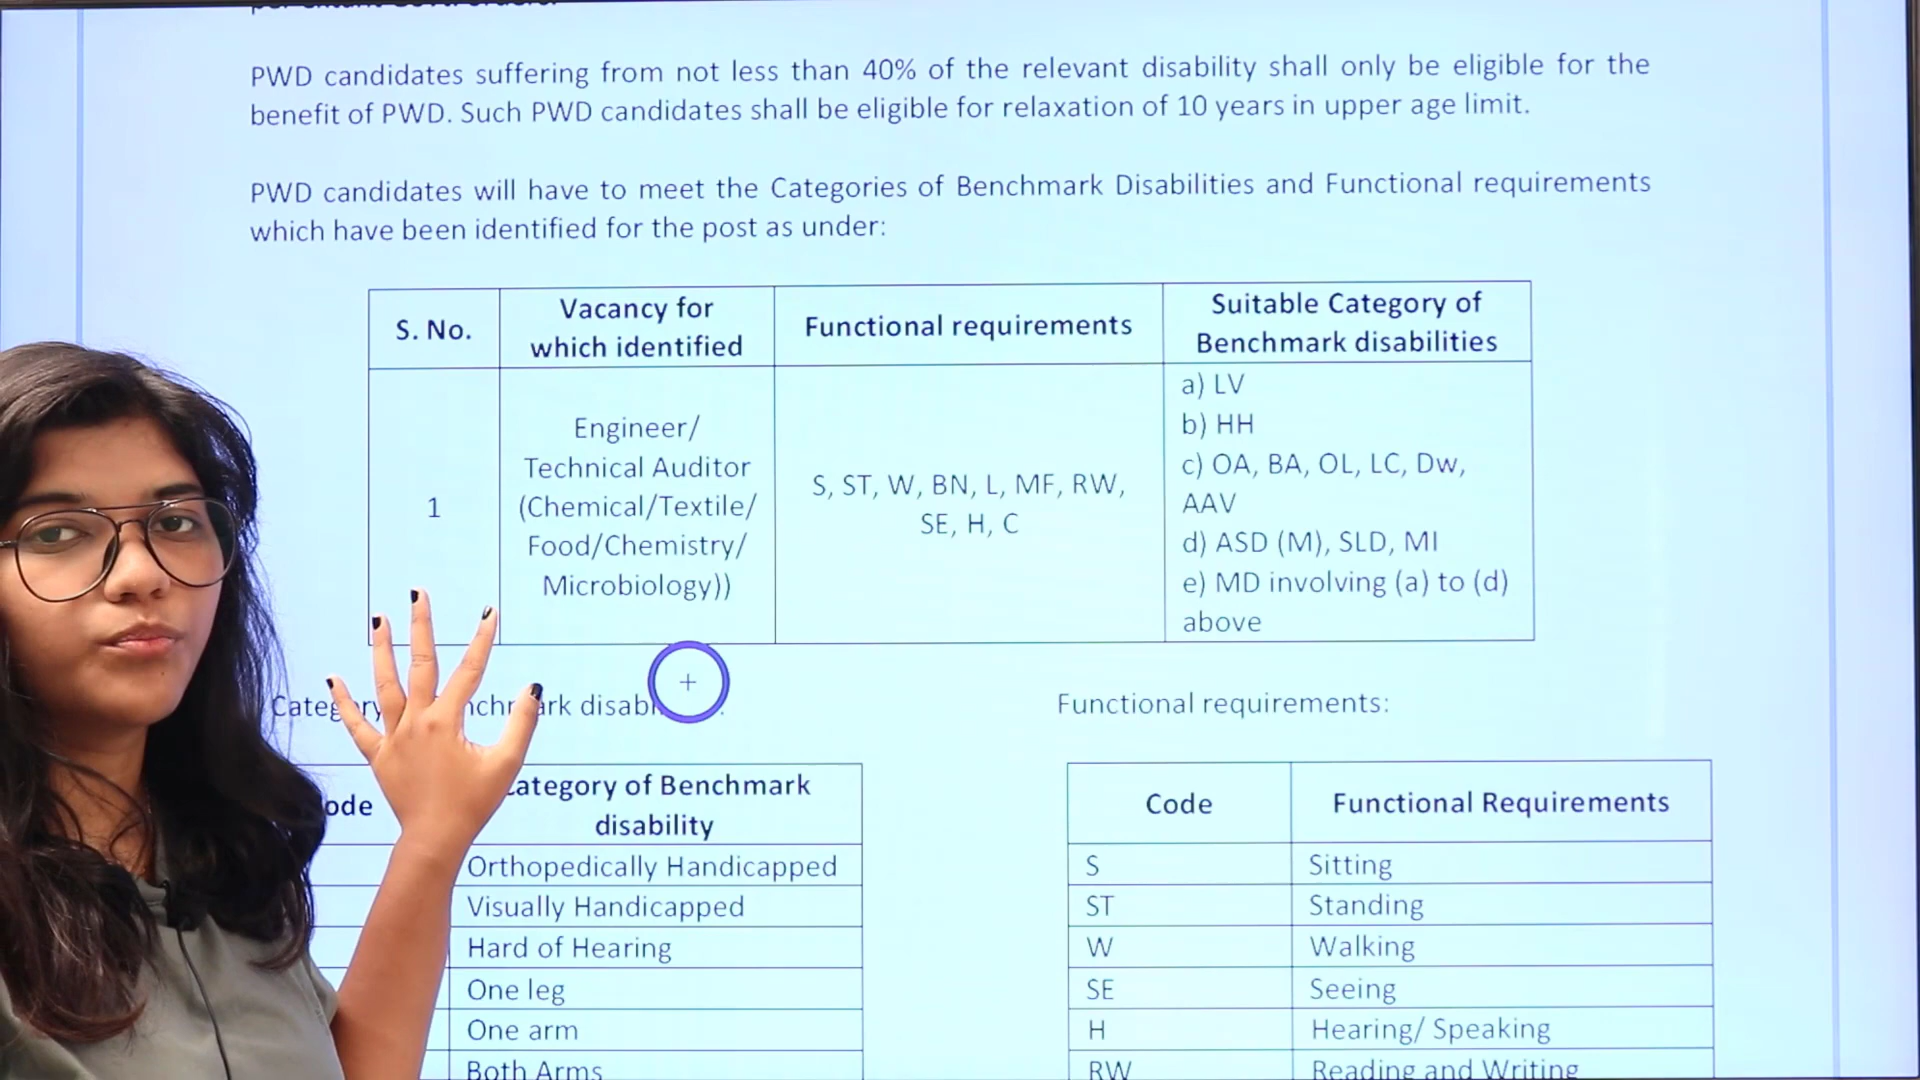 PWD candidates suffering from not less than 40% of the relevant disability shall only be eligible for the
benefit of PWD. Such PWD candidates shall be eligible for relaxation of 10 years in upper age limit.
PWD candidates will have to meet the Categories of Benchmark Disabilities and Functional requirements
which have been identified for the post as under:
S. No.
Vacancy for
which identified
Functional requirements
Suitable Category of
Benchmark disabilities
1
Engineer/
Technical Auditor
(Chemical/Textile/
Food/Chemistry/
Microbiology))
S, ST, W, BN, L, MF, RW,
SE, H, C
a) LV
b) HH
c) OA, BA, OL, LC, Dw,
AAV
d) ASD (M), SLD, MI
e) MD involving (a) to (d)
above
Functional requirements:
Category of Benchmark
disability
Orthopedically Handicapped
Visually Handicapped
Hard of Hearing
One leg
One arm
Both Arms
Code
Functional Requirements
S
Sitting
ST
Standing
W
Walking
SE
Seeing
H
Hearing/ Speaking
RW
Reading and Writing